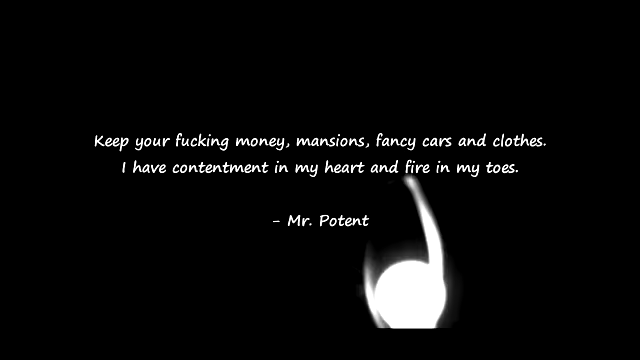 Keep your fucking money, mansions, fancy cars and clothes.
I have contentment in my heart and fire in my toes.
- Mr. Potent